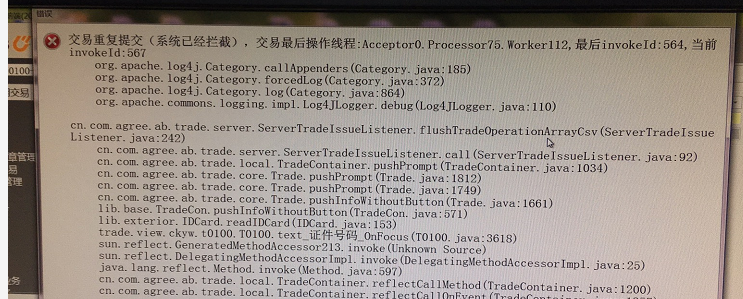 错误
交易重复提交（系统已经拦截），交易最后操作线程:Acceptor0.Processor75.Worker112,最后invokeId:564,当前
invokeId:567
org.apache.log4j.Category.callAppenders(Category.java:185)
org.apache.log4j.Category.forcedLog(Category.java:372)
org.apache.log4j.Category.log(Category.java:864)
org.apache.commons.logging.impl.Log4JLogger.debug(Log4JLogger.java:110)
cn.com.agree.ab.trade.server.ServerTradeIssueListener.flushTradeOperationArrayCsv(ServerTradeIssue
Listener.java:242)
cn.com.agree.ab.trade.server.ServerTradeIssueListener.call(ServerTradeIssueListener.java:92)
cn.com.agree.ab.trade.local.TradeContainer.pushPrompt(TradeContainer.java:1034)
cn.com.agree.ab.trade.core.Trade.pushPrompt(Trade.java:1812)
cn.com.agree.ab.trade.core.Trade.pushPrompt(Trade.java:1749)
cn.com.agree.ab.trade.core.Trade.pushInfoWithoutButton(Trade.java:1661)
lib.base.TradeCon.pushInfoWithoutButton(TradeCon.java:571)
lib.exterior.IDCard.readIDCard(IDCard.java:153)
trade.view.ckyw.t0100.T0100.text_证件号码_OnFocus(T0100.java:3618)
sun.reflect.GeneratedMethodAccessor213.invoke(Unknown Source)
sun.reflect.DelegatingMethodAccessorImpl.invoke(DelegatingMethodAccessorImpl.java:25)
java.lang.reflect.Method.invoke(Method.java:597)
cn.com.agree.ab.trade.local.TradeContainer.reflectCallMethod(TradeContainer.java:1200)
cn.com.agree.ab.trade.local.TradeContainer.reflectCallOnEvent(TradeContainer.java
0100
交易
章管理
易
管理
业务